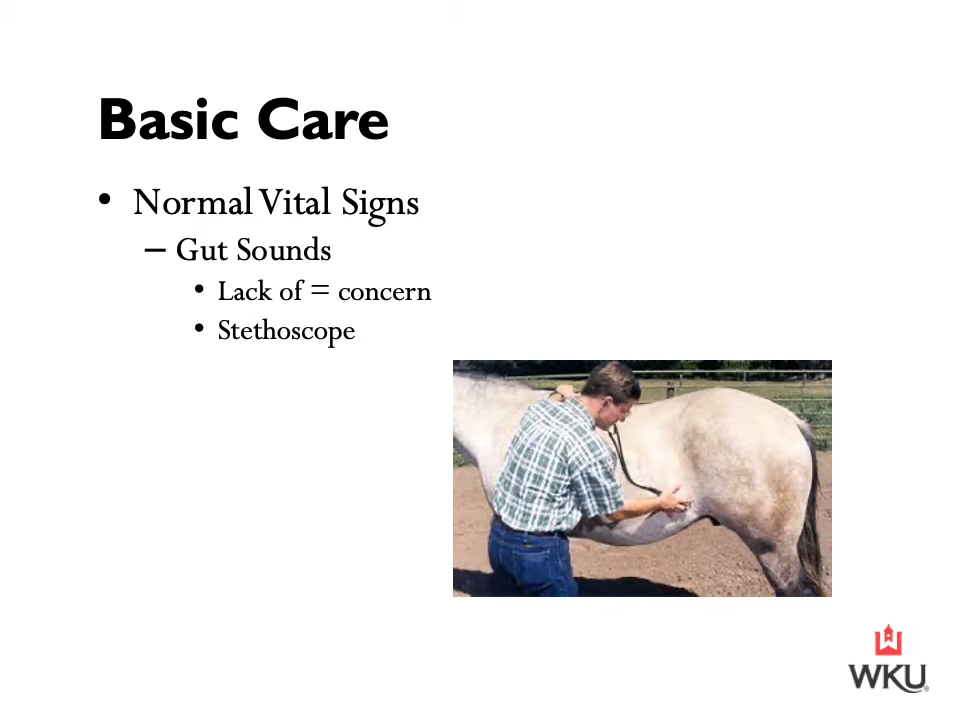 Basic Care
• Normal Vital Signs
– Gut Sounds
• Lack of = concern
• Stethoscope
WKU®